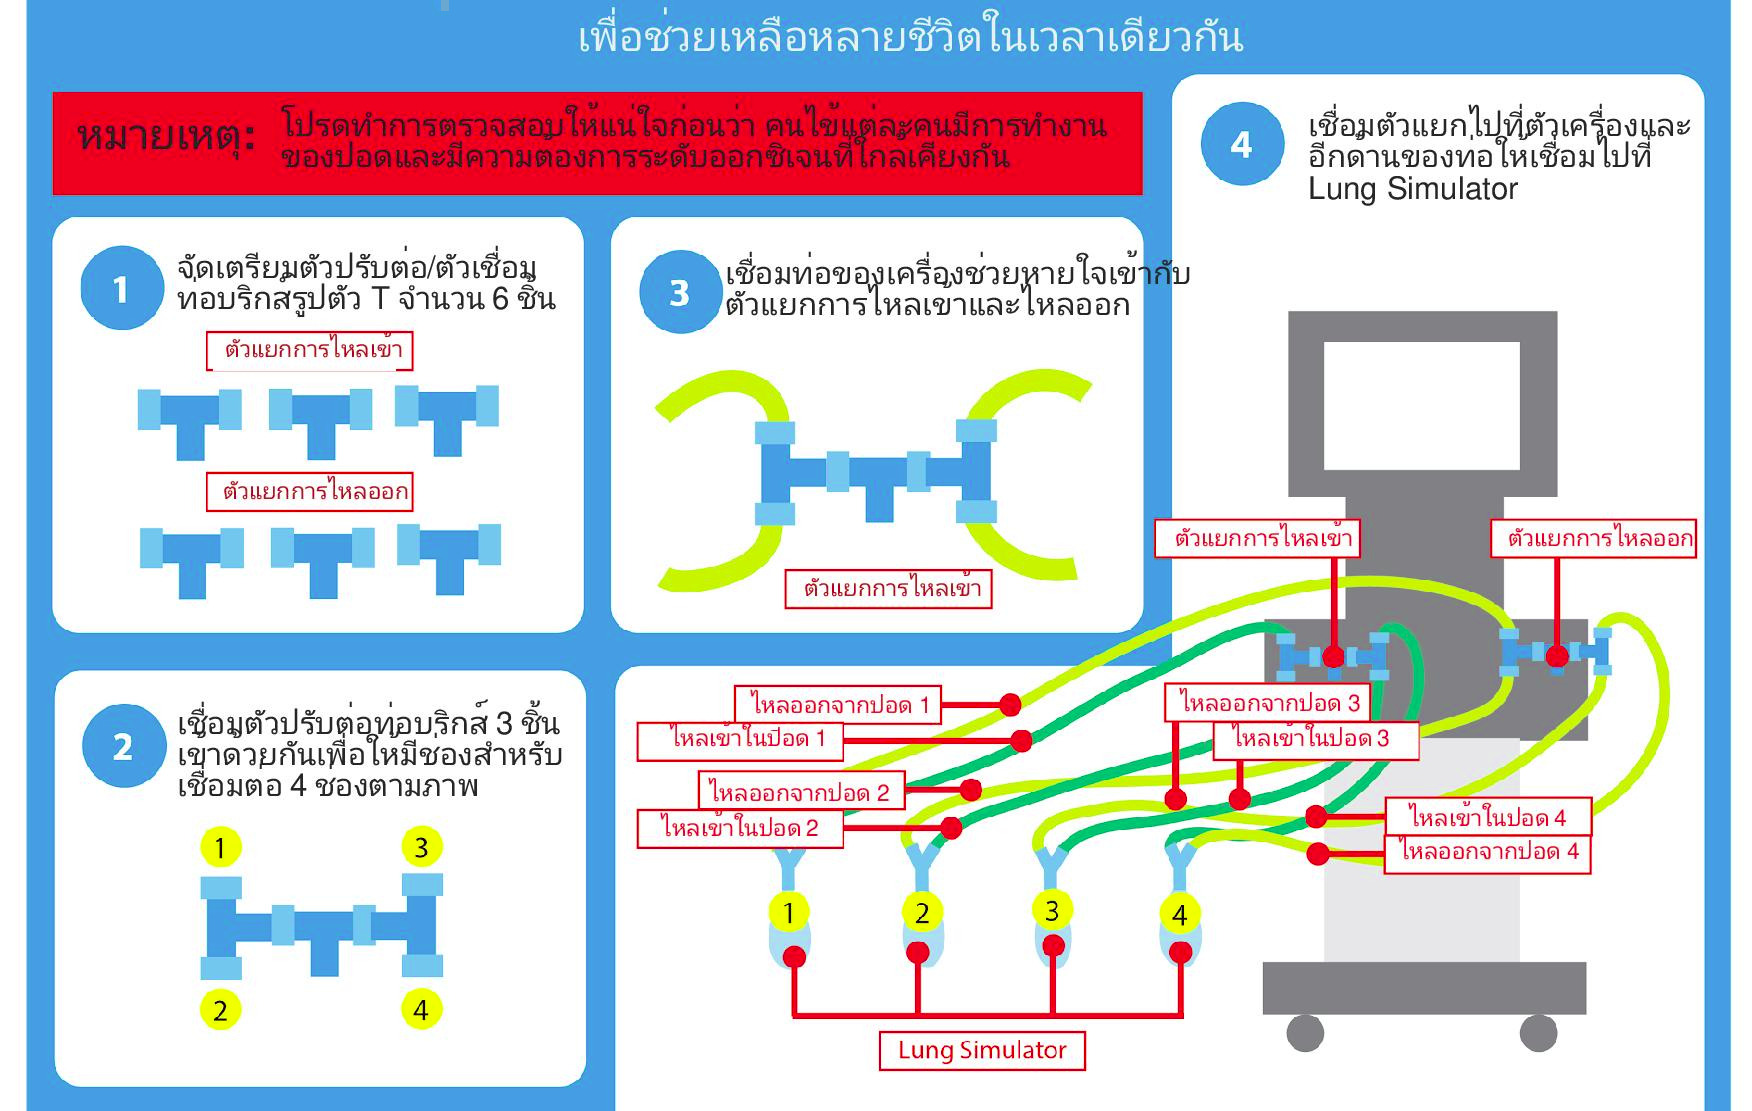 เพื่อช่วยเหลือหลายชีวิตในเวลาเดียวกัน
หมายเหตุ:
โปรดทำการตรวจสอบให้แน่ใจก่อนว่า คนไข้แต่ละคนมีการทำงาน
ของปอดและมีความต้องการระดับออกซิเจนที่ใกล้เคียงกัน
1
จัดเตรียมตัวปรับต่อ/ตัวเชื่อม
ท่อบริกส์รูปตัว T จำนวน 6 ชิ้น
ตัวแยกการไหลเข้า
ตัวแยกการไหลออก
2
เชื่อมตัวปรับต่อท่อบริกส์ 3 ชิ้น
เข้าด้วยกันเพื่อให้มีช่องสำหรับ
เชื่อมต่อ 4 ช่องตามภาพ
1
3
2
4
3
เชื่อมท่อของเครื่องช่วยหายใจเข้ากับ
ตัวแยกการไหลเข้าและไหลออก
ตัวแยกการไหลเข้า
4
เชื่อมตัวแยกไปที่ตัวเครื่องและ
อีกด้านของท่อให้เชื่อมไปที่
Lung Simulator
ตัวแยกการไหลเข้า
ตัวแยกการไหลออก
ไหลออกจากปอด 1
ไหลเข้าในปอด 1
ไหลออกจากปอด 2
ไหลเข้าในปอด 2
ไหลออกจากปอด 3
ไหลเข้าในปอด 3
ไหลเข้าในปอด 4
ไหลออกจากปอด 4
1
2
3
4
Lung Simulator